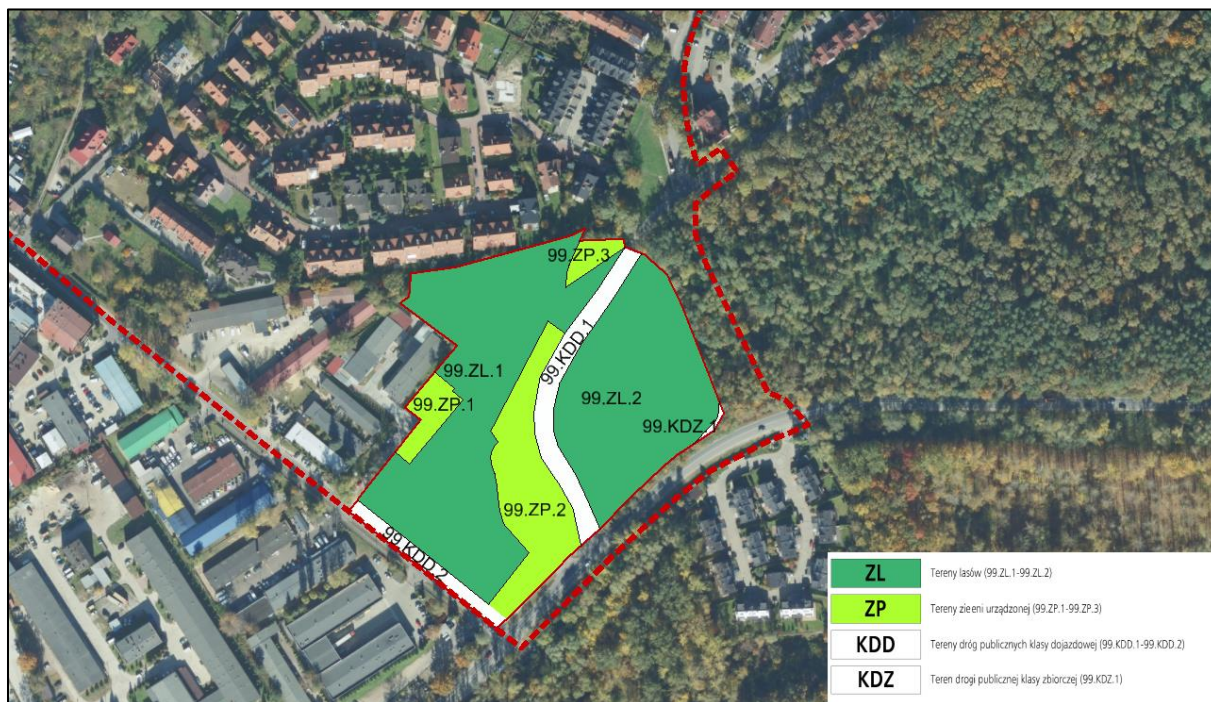 99.ZP.3
99.KDD.1
99.ZL.1
99.ZP.1
99.ZL.2
99.KDZ.1
99.ZP.2
99.KDD.2
ZL Tereny lasów (99.ZL.1-99.ZL.2)
ZP Tereny zieeni urządzonej (99.ZP.1-99.ZP.3)
KDD Tereny dróg publicznych klasy dojazdowej (99.KDD.1-99.KDD.2)
KDZ Teren drogi publicznej klasy zbiorczej (99.KDZ.1)